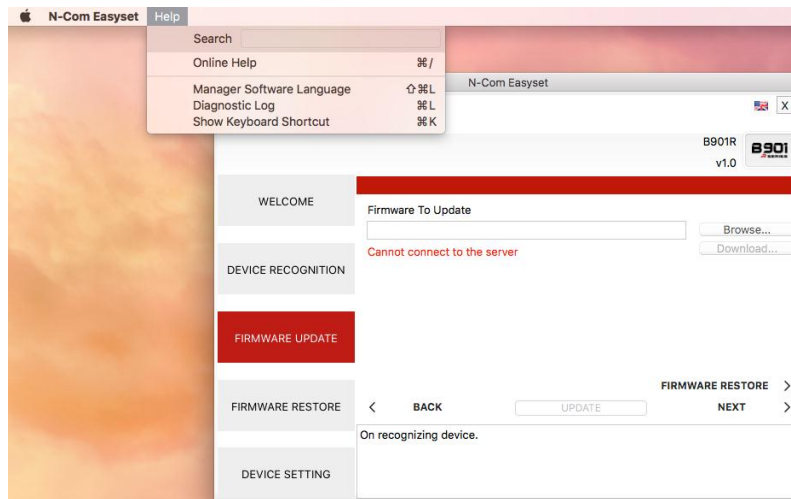 N-Com Easyset Help
Search
Online Help ⌘/
Manager Software Language ⇧⌘L
Diagnostic Log ⌘L
Show Keyboard Shortcut ⌘K
N-Com Easyset
X
B901R
v1.0
B901
SERIES
WELCOME
DEVICE RECOGNITION
FIRMWARE UPDATE
FIRMWARE RESTORE
DEVICE SETTING
Firmware To Update
Browse...
Cannot connect to the server
Download...
FIRMWARE RESTORE >
< BACK UPDATE NEXT >
On recognizing device.